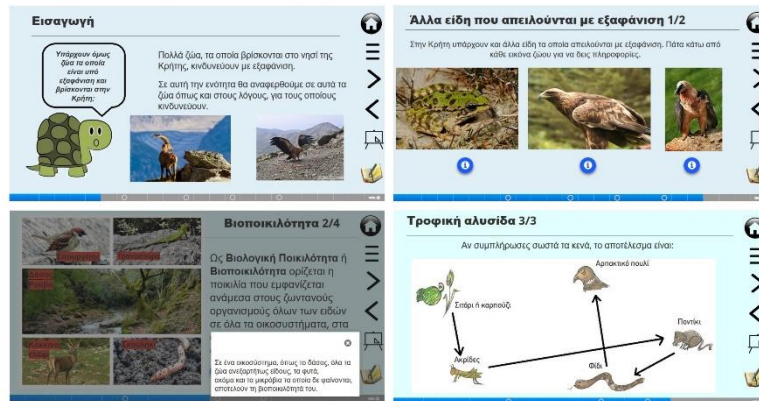 Εισαγωγή
Υπάρχουν όμως
ζώα τα οποία
είναι υπό
εξαφάνιση και
βρίσκονται στην
Κρήτη;
Πολλά ζώα, τα οποία βρίσκονται στο νησί της
Κρήτης, κινδυνεύουν με εξαφάνιση.
Σε αυτή την ενότητα θα αναφερθούμε σε αυτά τα
ζώα όπως και στους λόγους, για τους οποίους
κινδυνεύουν.
Άλλα είδη που απειλούνται με εξαφάνιση 1/2
Στην Κρήτη υπάρχουν και άλλα είδη τα οποία απειλούνται με εξαφάνιση. Πάτα κάτω από
κάθε εικόνα ζώου για να δεις πληροφορίες.
Βιοποικιλότητα 2/4
Ως Βιολογική Ποικιλότητα ή
Βιοποικιλότητα ορίζεται η
ποικιλία που εμφανίζεται
ανάμεσα στους ζωντανούς
οργανισμούς όλων των ειδών
σε όλα τα οικοσυστήματα, στα
Σε ένα οικοσύστημα, όπως το δάσος, όλα τα
ζώα ανεξαρτήτως είδους, τα φυτά,
ακόμα και τα μικρόβια τα οποία δε φαίνονται,
αποτελούν τη βιοποικιλότητά του.
Τροφική αλυσίδα 3/3
Αν συμπλήρωσες σωστά τα κενά, το αποτέλεσμα είναι:
Αρπακτικό πουλί
Σιτάρι ή καρπούζι
Ποντίκι
Ακρίδες
Φίδι